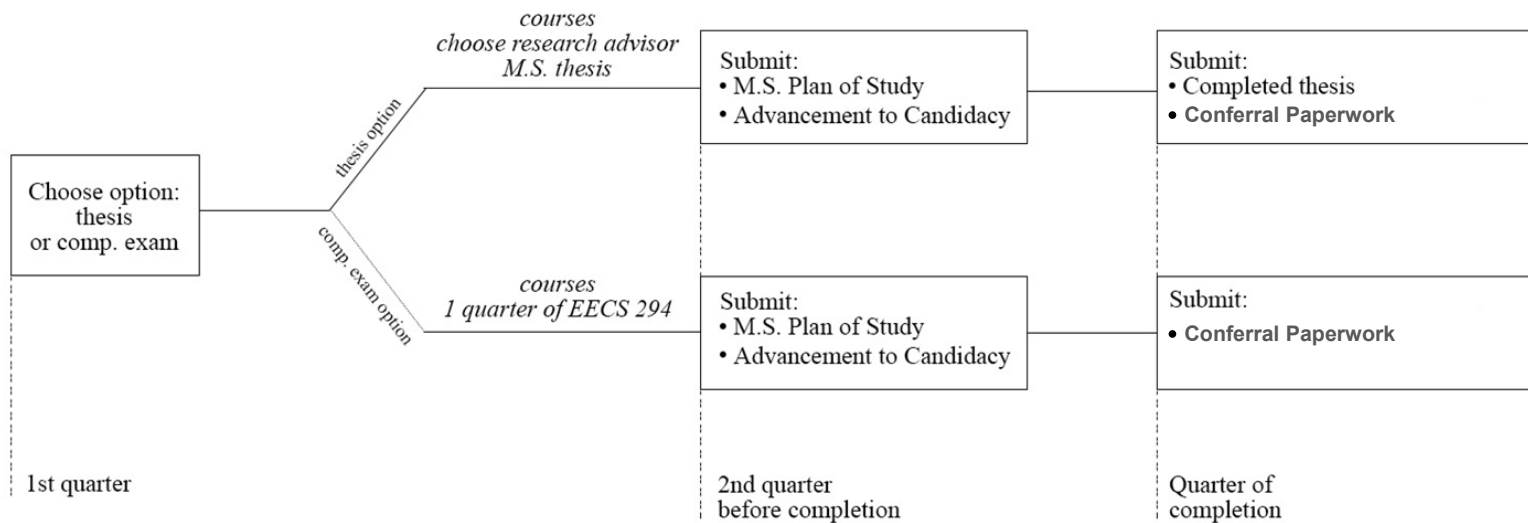 courses
choose research advisor
M.S. thesis
Submit:
• M.S. Plan of Study
• Advancement to Candidacy
Submit:
• Completed thesis
• Conferral Paperwork
thesis option
Choose option:
thesis
or comp. exam
comp. exam option
courses
1 quarter of EECS 294
Submit:
• M.S. Plan of Study
• Advancement to Candidacy
Submit:
• Conferral Paperwork
1st quarter
2nd quarter
before completion
Quarter of
completion